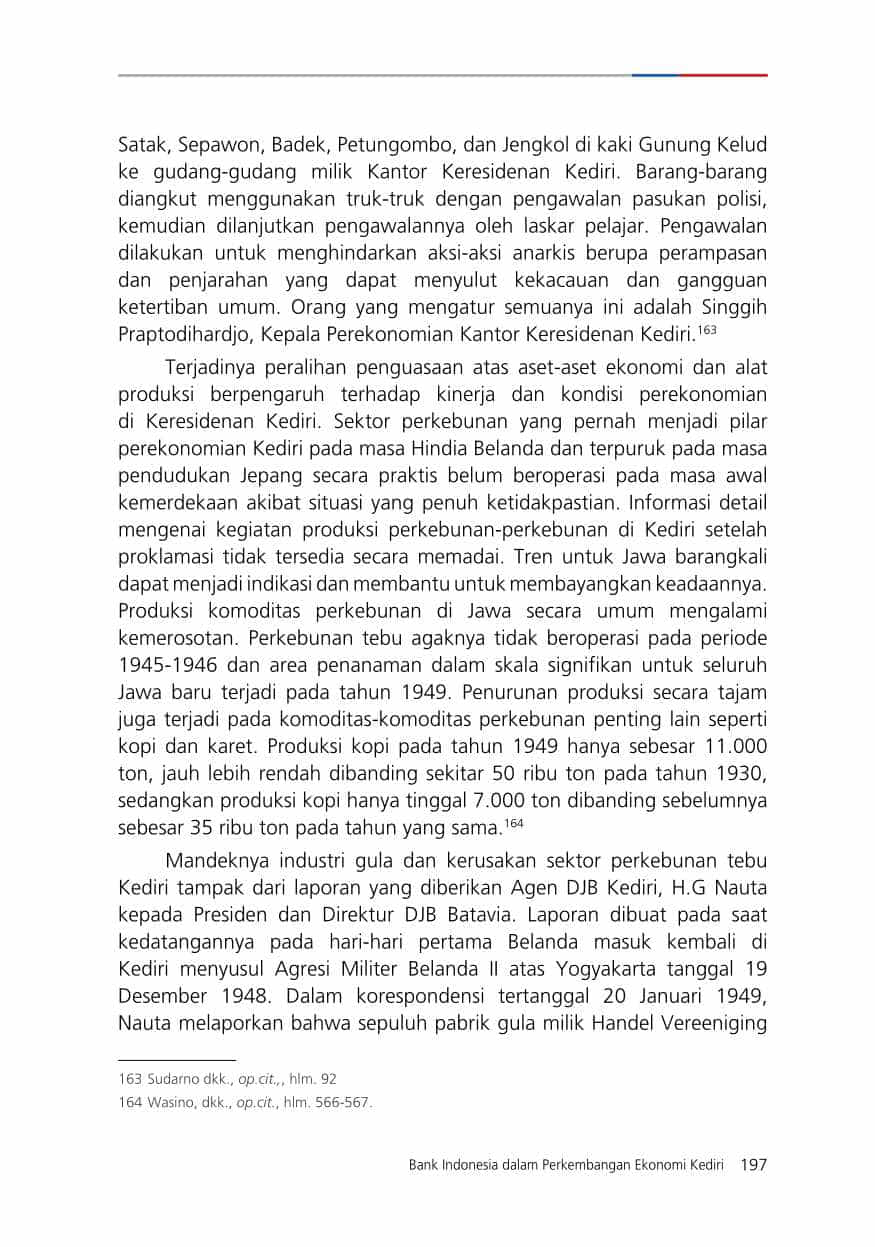 Satak, Sepawon, Badek, Petungombo, dan Jengkol di kaki Gunung Kelud
ke gudang-gudang milik Kantor Keresidenan Kediri. Barang-barang
diangkut menggunakan truk-truk dengan pengawalan pasukan polisi,
kemudian dilanjutkan pengawalannya oleh laskar pelajar. Pengawalan
dilakukan untuk menghindarkan aksi-aksi anarkis berupa perampasan
dan penjarahan yang dapat menyulut kekacauan dan gangguan
ketertiban umum. Orang yang mengatur semuanya ini adalah Singgih
Praptodihardjo, Kepala Perekonomian Kantor Keresidenan Kediri.163
Terjadinya peralihan penguasaan atas aset-aset ekonomi dan alat
produksi berpengaruh terhadap kinerja dan kondisi perekonomian
di Keresidenan Kediri. Sektor perkebunan yang pernah menjadi pilar
perekonomian Kediri pada masa Hindia Belanda dan terpuruk pada masa
pendudukan Jepang secara praktis belum beroperasi pada masa awal
kemerdekaan akibat situasi yang penuh ketidakpastian. Informasi detail
mengenai kegiatan produksi perkebunan-perkebunan di Kediri setelah
proklamasi tidak tersedia secara memadai. Tren untuk Jawa barangkali
dapat menjadi indikasi dan membantu untuk membayangkan keadaannya.
Produksi komoditas perkebunan di Jawa secara umum mengalami
kemerosotan. Perkebunan tebu agaknya tidak beroperasi pada periode
1945-1946 dan area penanaman dalam skala signifikan untuk seluruh
Jawa baru terjadi pada tahun 1949. Penurunan produksi secara tajam
juga terjadi pada komoditas-komoditas perkebunan penting lain seperti
kopi dan karet. Produksi kopi pada tahun 1949 hanya sebesar 11.000
ton, jauh lebih rendah dibanding sekitar 50 ribu ton pada tahun 1930,
sedangkan produksi kopi hanya tinggal 7.000 ton dibanding sebelumnya
sebesar 35 ribu ton pada tahun yang sama.164
Mandeknya industri gula dan kerusakan sektor perkebunan tebu
Kediri tampak dari laporan yang diberikan Agen DJB Kediri, H.G Nauta
kepada Presiden dan Direktur DJB Batavia. Laporan dibuat pada saat
kedatangannya pada hari-hari pertama Belanda masuk kembali di
Kediri menyusul Agresi Militer Belanda II atas Yogyakarta tanggal 19
Desember 1948. Dalam korespondensi tertanggal 20 Januari 1949,
Nauta melaporkan bahwa sepuluh pabrik gula milik Handel Vereeniging
163 Sudarno dkk., op.cit.,, hlm. 92
164 Wasino, dkk., op.cit., hlm. 566-567.
Bank Indonesia dalam Perkembangan Ekonomi Kediri 197